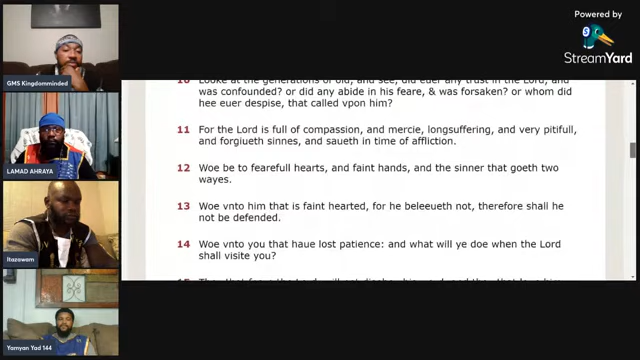 Powered by
StreamYard
GMS Kingdomminded
LAMAD AHRAYA
Itazowam
Yamyan Yad 144
10 Looke at the generations of old, and see, did euer any trust in the Lord, and
was confounded? or did any abide in his feare, & was forsaken? or whom did
hee euer despise, that called vpon him?
11 For the Lord is full of compassion, and mercie, longsuffering, and very pitifull,
and forgiueth sinnes, and saueth in time of affliction.
12 Woe be to fearefull hearts, and faint hands, and the sinner that goeth two
wayes.
13 Woe vnto him that is faint hearted, for he beleeueth not, therefore shall he
not be defended.
14 Woe vnto you that haue lost patience: and what will ye doe when the Lord
shall visite you?